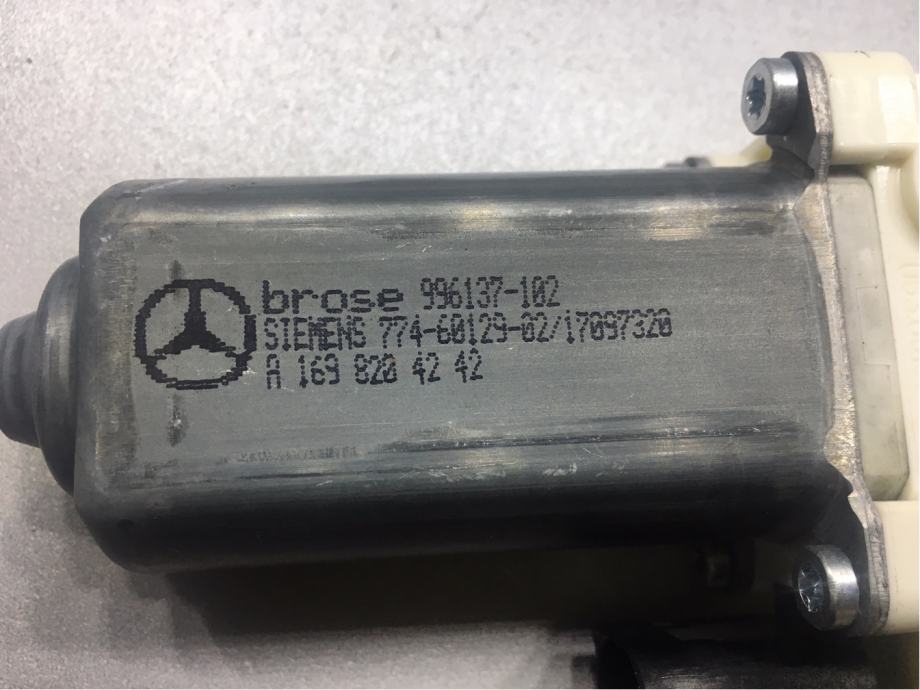 brose 996137-102
SIEMENS 774-60129-02/17097320
A 169 820 42 42